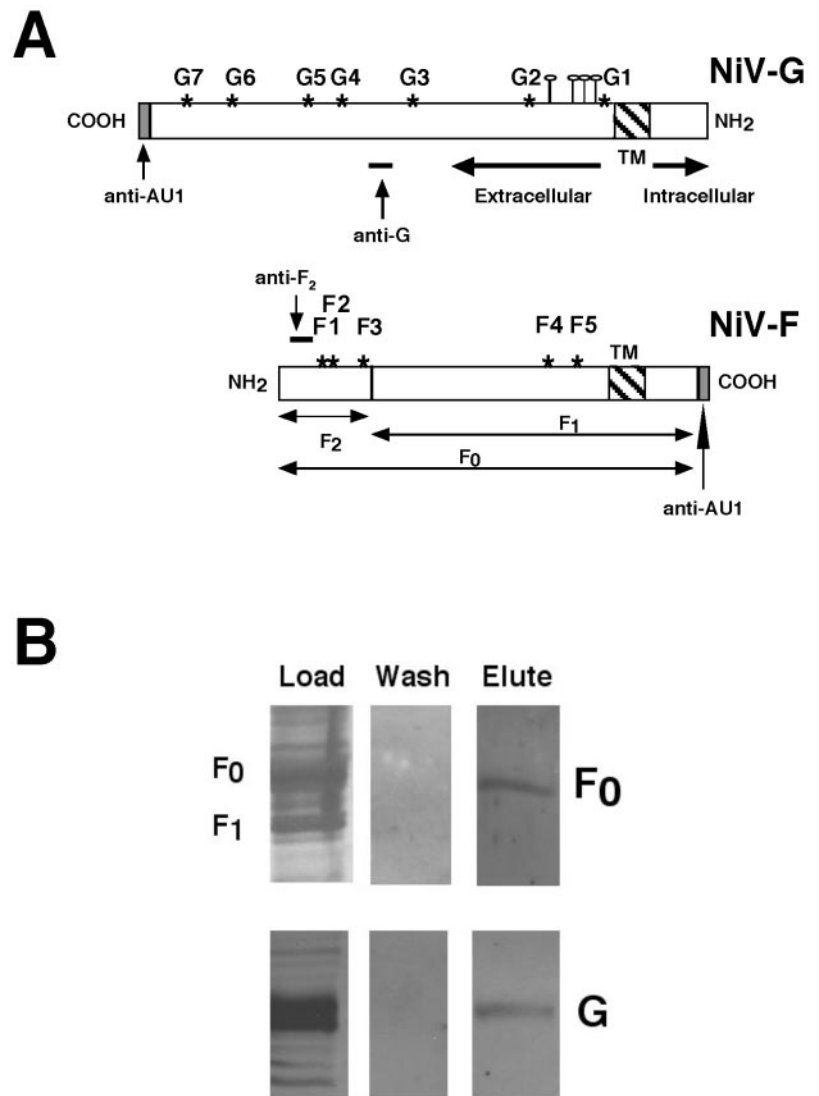 A
G7 G6 G5 G4 G3 G2 G1 NiV-G
* * * * * * *
COOH NH2
TM
anti-AU1 Extracellular Intracellular
anti-G
anti-F2
F2
F1 F3 F4 F5 TM NiV-F
** * * *
NH2 COOH
F2 F1
F0
anti-AU1
B
Load Wash Elute
F0 F0
F1
G